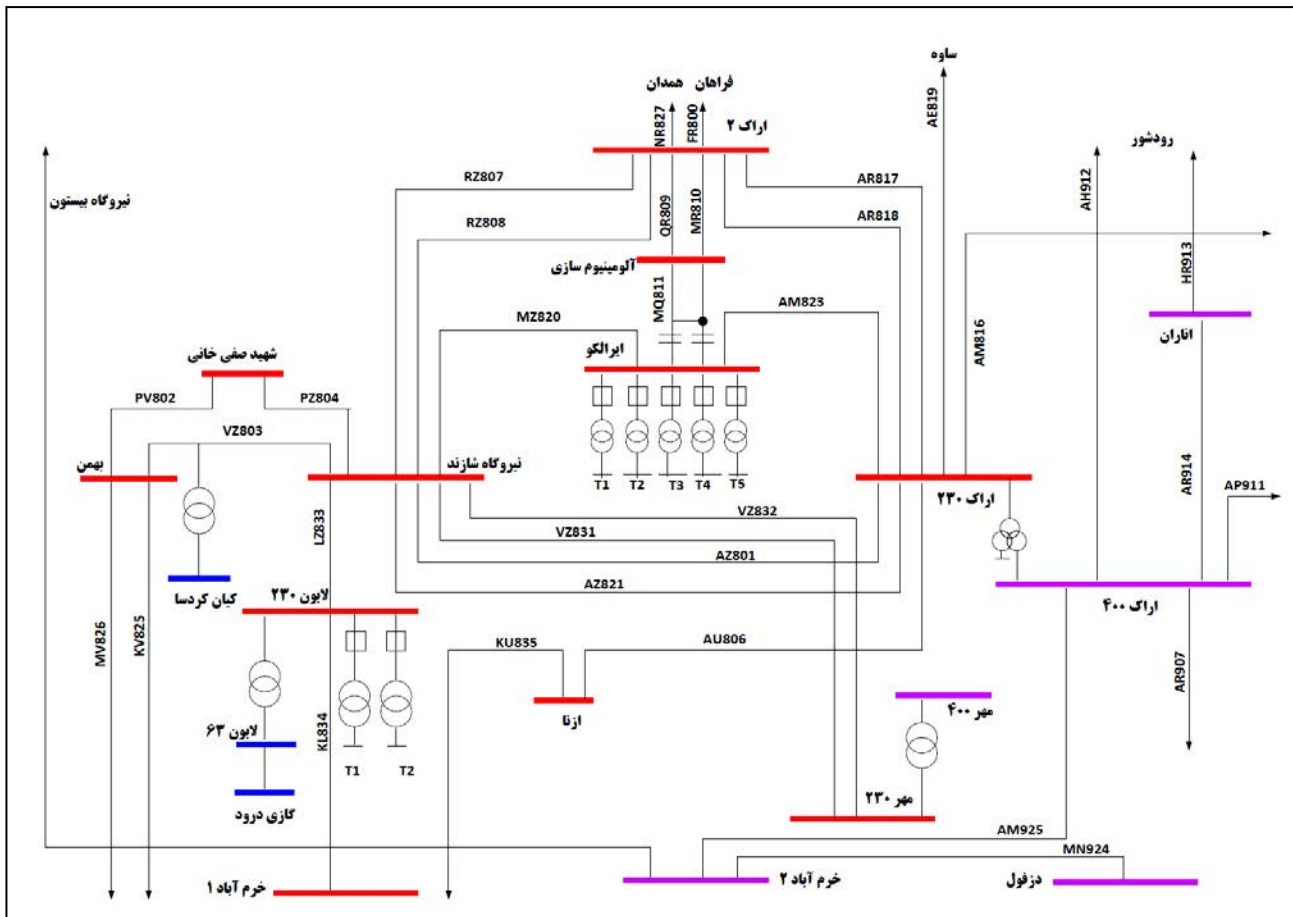 ساوه
همدان
فراهان
AE819
NR827
FR800
اراک ۲
رودشور
نیروگاه بیستون
RZ807
AR817
AH912
QR809
MR810
RZ808
AR818
HR913
آلومینیوم سازی
MQ811
AM823
MZ820
AM816
اناران
ایرالکو
شهید صفی خانی
PV802
PZ804
VZ803
بهمن
نیروگاه شازند
T1
T2
T3
T4
T5
اراک ۲۳۰
AR914
AP911
LZ833
VZ832
VZ831
AZ801
AZ821
کیان کردسا
لابون ۲۳۰
اراک ۴۰۰
MV826
KV825
KU835
AU806
AR907
ازنا
مهر ۴۰۰
لابون ۶۳
KL834
T1
T2
گازی درود
مهر ۲۳۰
AM925
MN924
خرم آباد ۱
خرم آباد ۲
دزفول